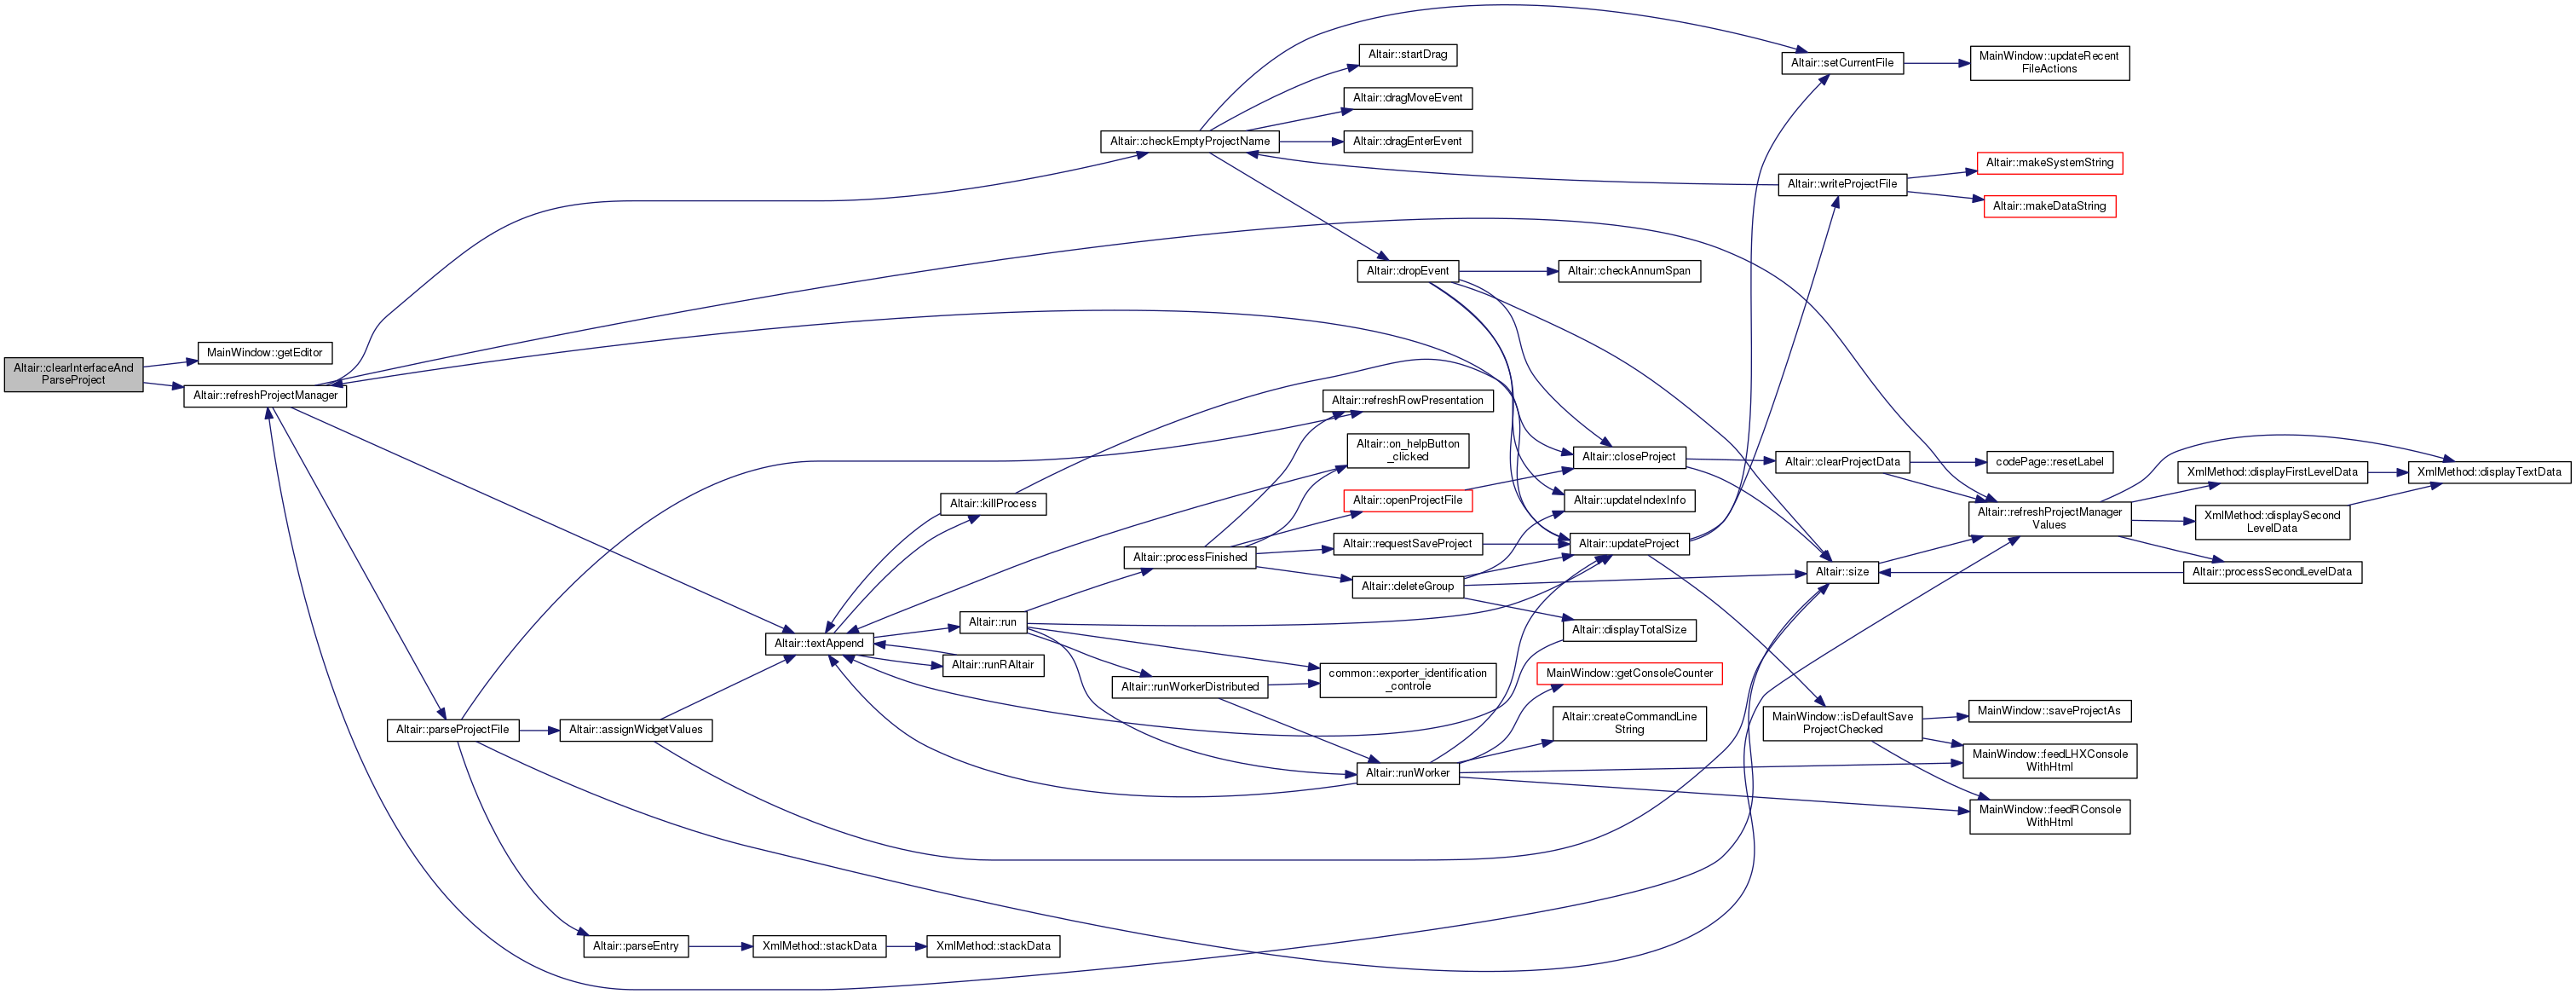 Altair::clearInterfaceAnd
ParseProject
MainWindow::getEditor
Altair::refreshProjectManager
Altair::parseProjectFile
Altair::assignWidgetValues
Altair::parseEntry
XmlMethod::stackData
XmlMethod::stackData
Altair::textAppend
Altair::killProcess
Altair::run
Altair::runRAltair
Altair::checkEmptyProjectName
Altair::processFinished
Altair::runWorkerDistributed
Altair::startDrag
Altair::dragMoveEvent
Altair::dragEnterEvent
Altair::dropEvent
Altair::refreshRowPresentation
Altair::on_helpButton
_clicked
Altair::openProjectFile
Altair::requestSaveProject
Altair::deleteGroup
common::exporter_identification
_controle
Altair::runWorker
Altair::checkAnnumSpan
Altair::closeProject
Altair::updateIndexInfo
Altair::updateProject
Altair::displayTotalSize
MainWindow::getConsoleCounter
Altair::createCommandLine
String
Altair::setCurrentFile
Altair::writeProjectFile
Altair::clearProjectData
Altair::size
MainWindow::isDefaultSave
ProjectChecked
MainWindow::updateRecent
FileActions
Altair::makeSystemString
Altair::makeDataString
codePage::resetLabel
Altair::refreshProjectManager
Values
MainWindow::saveProjectAs
MainWindow::feedLHXConsole
WithHtml
MainWindow::feedRConsole
WithHtml
XmlMethod::displayFirstLevelData
XmlMethod::displaySecond
LevelData
Altair::processSecondLevelData
XmlMethod::displayTextData